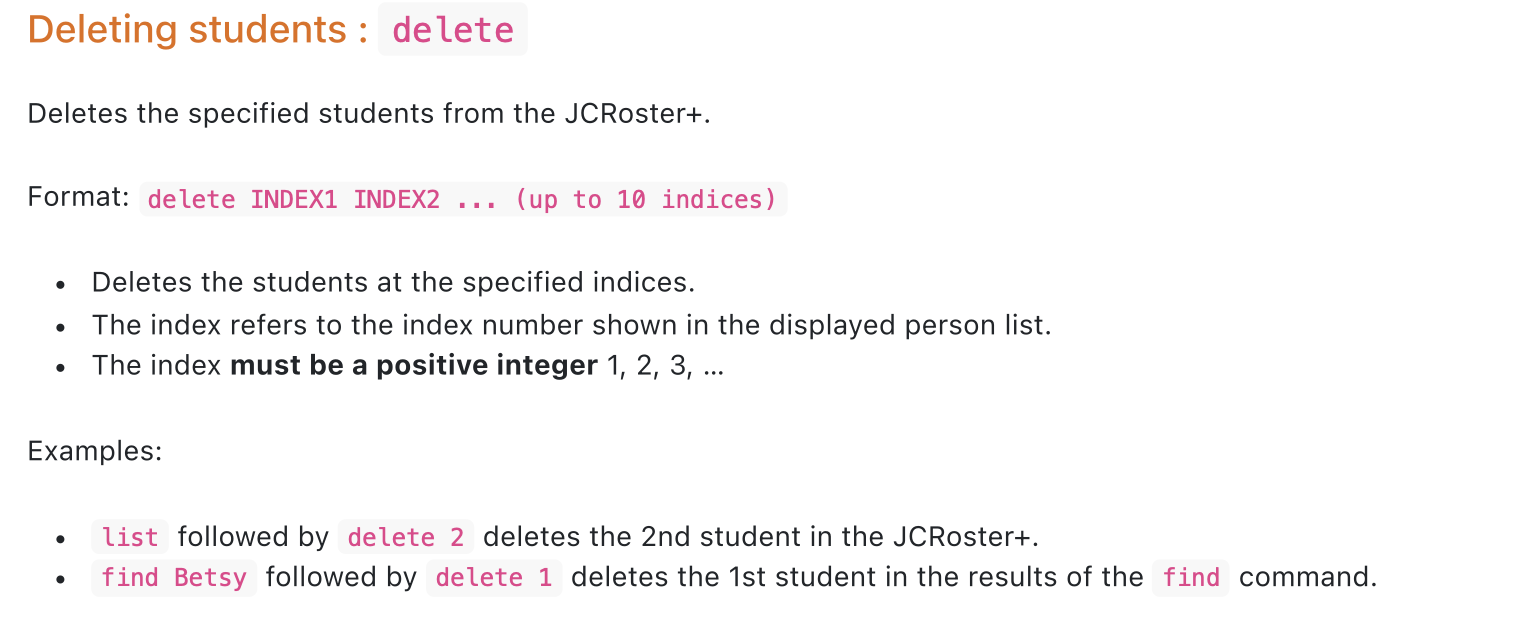 Deleting students : delete
Deletes the specified students from the JCRoster+.
Format: delete INDEX1 INDEX2 ... (up to 10 indices)
• Deletes the students at the specified indices.
• The index refers to the index number shown in the displayed person list.
• The index must be a positive integer 1, 2, 3, …
Examples:
• list followed by delete 2 deletes the 2nd student in the JCRoster+.
• find Betsy followed by delete 1 deletes the 1st student in the results of the find command.